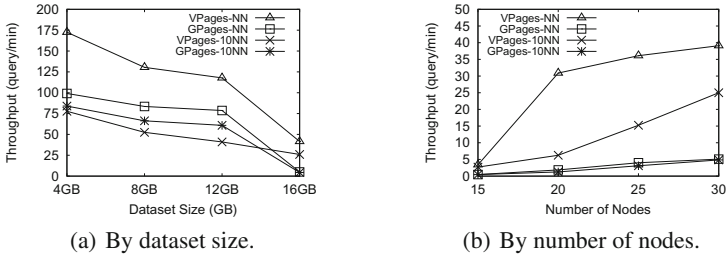 Throughput (query/min)
200
175
150
125
100
75
50
25
0
4GB 8GB 12GB 16GB
Dataset Size (GB)
VPages-NN
GPages-NN
VPages-10NN
GPages-10NN
(a) By dataset size.
Throughput (query/min)
50
45
40
35
30
25
20
15
10
5
0
15 20 25 30
Number of Nodes
VPages-NN
GPages-NN
VPages-10NN
GPages-10NN
(b) By number of nodes.